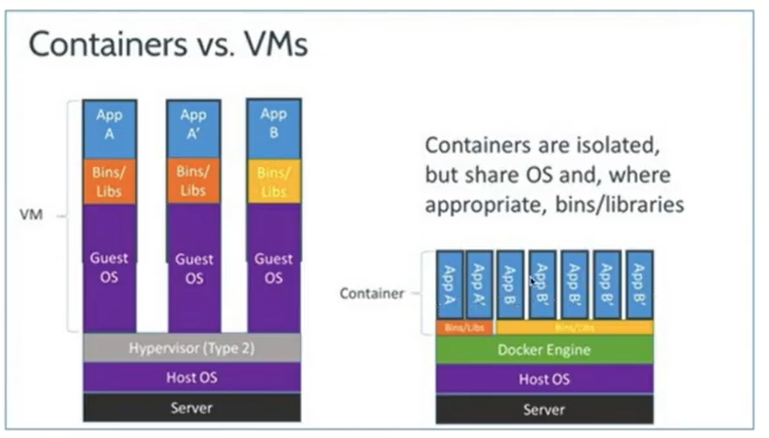 Containers vs. VMs
App
A
App
A'
App
B
Bins/
Libs
Bins/
Libs
Bins/
Libs
VM
Guest
OS
Guest
OS
Guest
OS
Hypervisor (Type 2)
Host OS
Server
Containers are isolated,
but share OS and, where
appropriate, bins/libraries
Container
App A
App A'
App B
App B'
App B'
App B'
App B'
Bins/Libs
Bins/Libs
Docker Engine
Host OS
Server